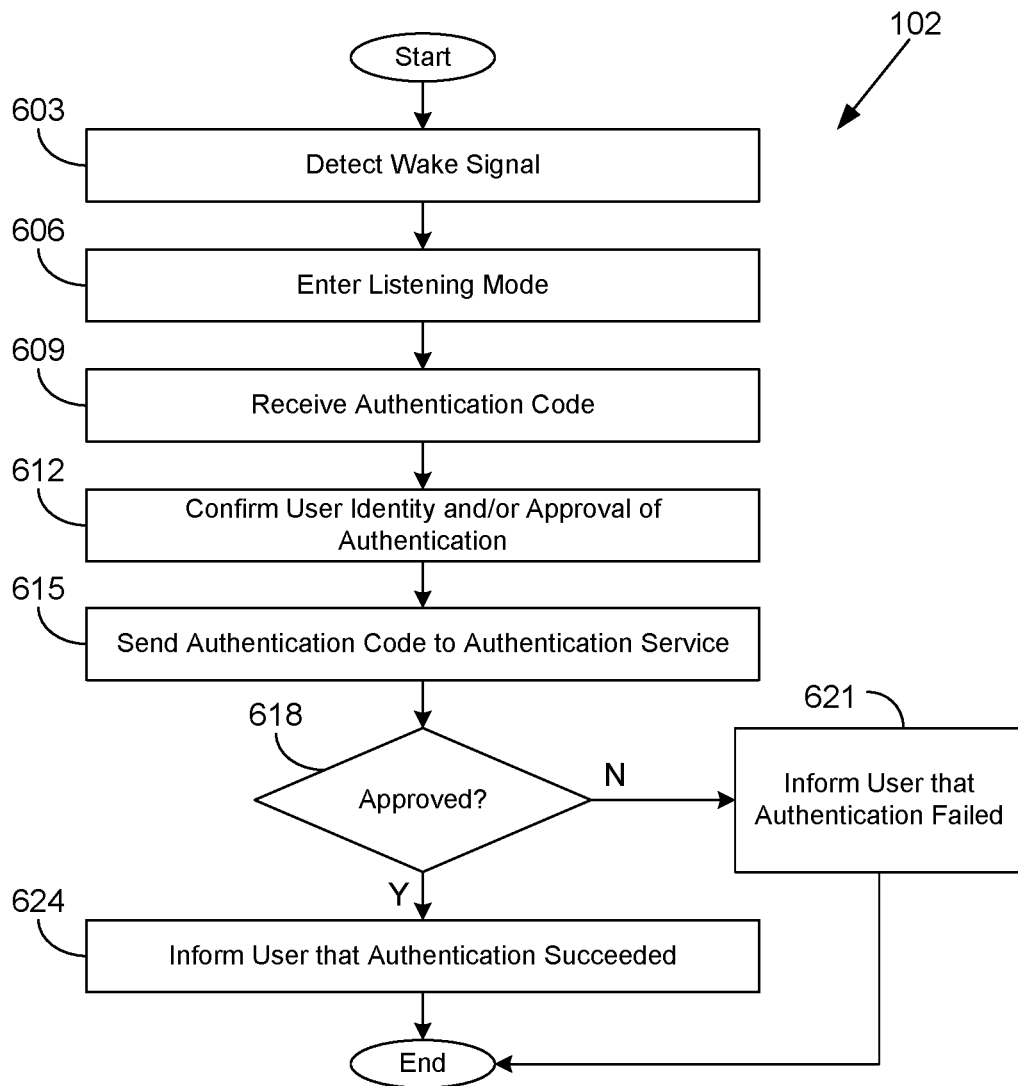 102
Start
603
Detect Wake Signal
606
Enter Listening Mode
609
Receive Authentication Code
612
Confirm User Identity and/or Approval of
Authentication
615
Send Authentication Code to Authentication Service
618
Approved?
N
621
Inform User that
Authentication Failed
Y
624
Inform User that Authentication Succeeded
End